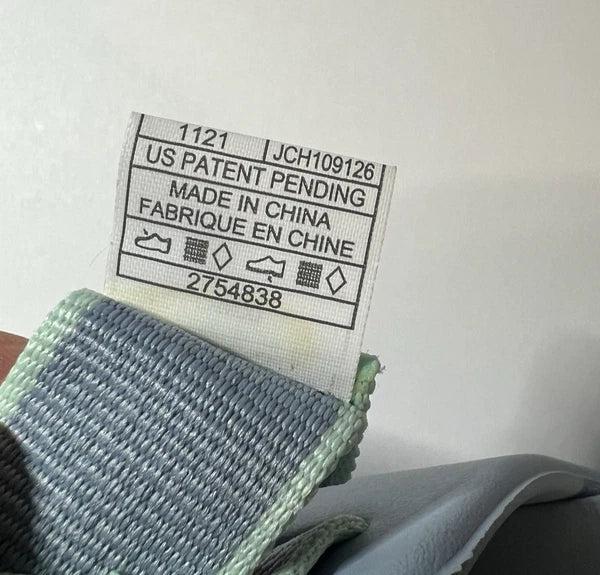 1121 JCH109126
US PATENT PENDING
MADE IN CHINA
FABRIQUE EN CHINE
2754838